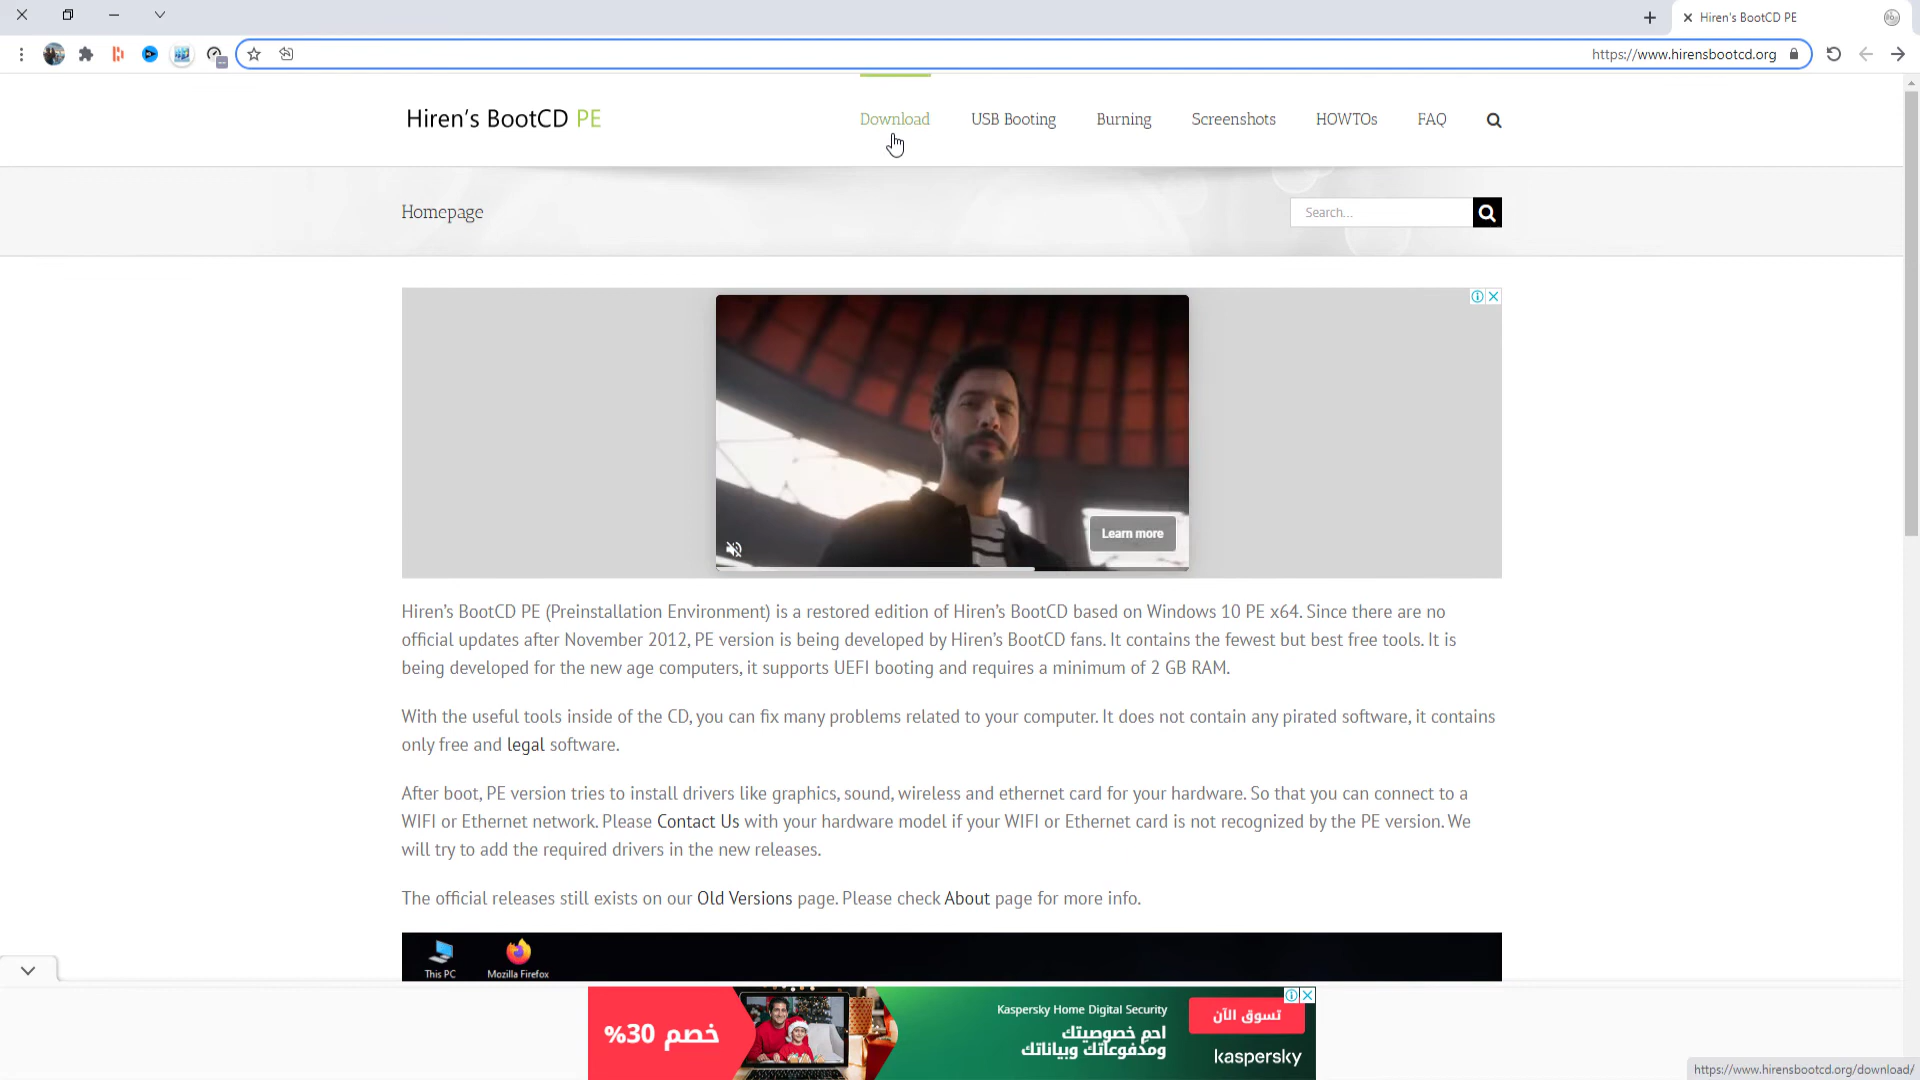 Hiren's BootCD PE
https://www.hirensbootcd.org
Hiren's BootCD PE
Download
USB Booting
Burning
Screenshots
HOWTOs
FAQ
Homepage
Search...
Learn more
Hiren’s BootCD PE (Preinstallation Environment) is a restored edition of Hiren’s BootCD based on Windows 10 PE x64. Since there are no
official updates after November 2012, PE version is being developed by Hiren’s BootCD fans. It contains the fewest but best free tools. It is
being developed for the new age computers, it supports UEFI booting and requires a minimum of 2 GB RAM.
With the useful tools inside of the CD, you can fix many problems related to your computer. It does not contain any pirated software, it contains
only free and legal software.
After boot, PE version tries to install drivers like graphics, sound, wireless and ethernet card for your hardware. So that you can connect to a
WIFI or Ethernet network. Please Contact Us with your hardware model if your WIFI or Ethernet card is not recognized by the PE version. We
will try to add the required drivers in the new releases.
The official releases still exists on our Old Versions page. Please check About page for more info.
This PC
Mozilla Firefox
خصم 30%
Kaspersky Home Digital Security
احمِ خصوصيتك
ومدفوعاتك وبياناتك
تسوق الآن
kaspersky
https://www.hirensbootcd.org/download/